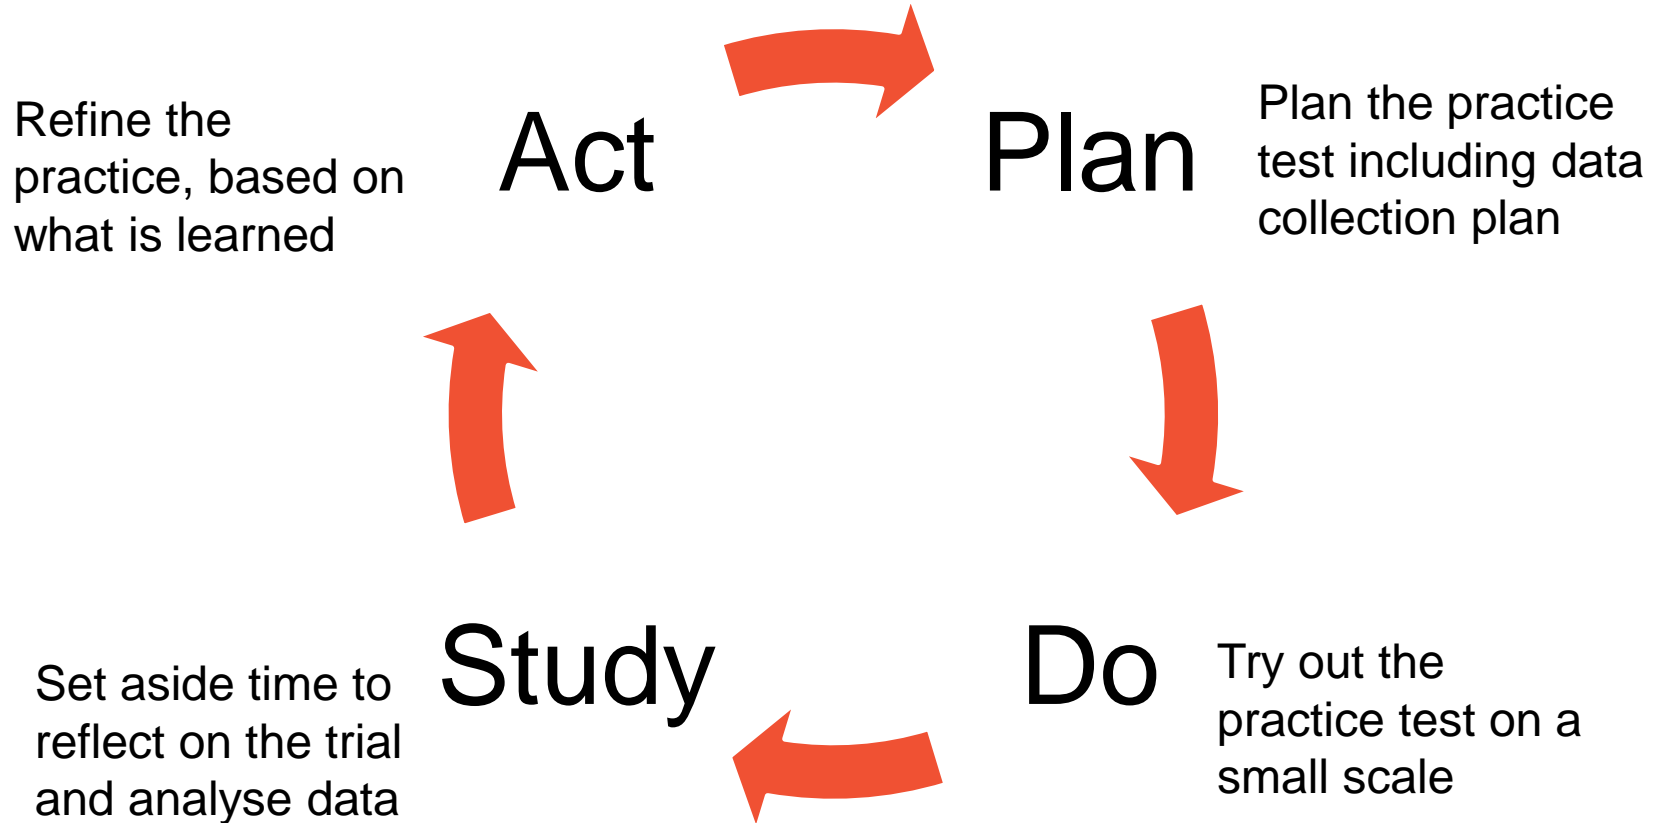 Act
Refine the
practice, based on
what is learned
Plan
Plan the practice
test including data
collection plan
Do
Try out the
practice test on a
small scale
Study
Set aside time to
reflect on the trial
and analyse data